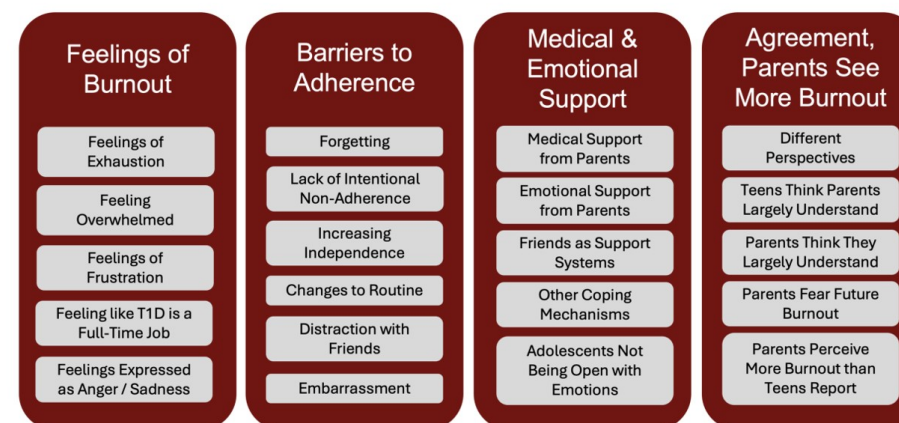 Feelings of
Burnout
Feelings of
Exhaustion
Feeling
Overwhelmed
Feelings of
Frustration
Feeling like T1D is a
Full-Time Job
Feelings Expressed
as Anger / Sadness
Barriers to
Adherence
Forgetting
Lack of Intentional
Non-Adherence
Increasing
Independence
Changes to Routine
Distraction with
Friends
Embarrassment
Medical &
Emotional
Support
Medical Support
from Parents
Emotional Support
from Parents
Friends as Support
Systems
Other Coping
Mechanisms
Adolescents Not
Being Open with
Emotions
Agreement,
Parents See
More Burnout
Different
Perspectives
Teens Think Parents
Largely Understand
Parents Think They
Largely Understand
Parents Fear Future
Burnout
Parents Perceive
More Burnout than
Teens Report